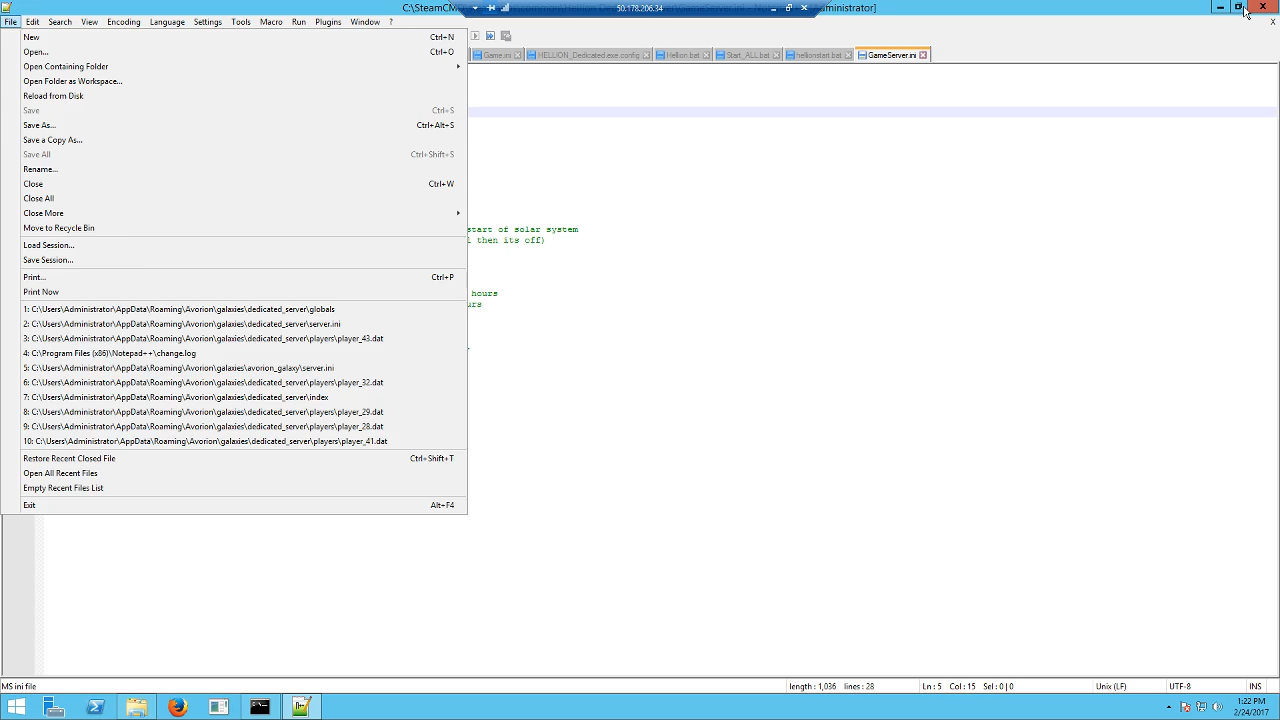 50.178.206.34
File Edit Search View Encoding Language Settings Tools Macro Run Plugins Window ?
New Ctrl+N
Open... Ctrl+O
Open Containing Folder
Open Folder as Workspace...
Reload from Disk
Save Ctrl+S
Save As... Ctrl+Alt+S
Save a Copy As...
Save All Ctrl+Shift+S
Rename...
Close Ctrl+W
Close All
Close More
Move to Recycle Bin
Load Session...
Save Session...
Print... Ctrl+P
Print Now
1: C:\Users\Administrator\AppData\Roaming\Avorion\galaxies\dedicated_server\globals
2: C:\Users\Administrator\AppData\Roaming\Avorion\galaxies\dedicated_server\server.ini
3: C:\Users\Administrator\AppData\Roaming\Avorion\galaxies\dedicated_server\players\player_43.dat
4: C:\Program Files (x86)\Notepad++\change.log
5: C:\Users\Administrator\AppData\Roaming\Avorion\galaxies\avorion_galaxy\server.ini
6: C:\Users\Administrator\AppData\Roaming\Avorion\galaxies\dedicated_server\players\player_32.dat
7: C:\Users\Administrator\AppData\Roaming\Avorion\galaxies\dedicated_server\index
8: C:\Users\Administrator\AppData\Roaming\Avorion\galaxies\dedicated_server\players\player_29.dat
9: C:\Users\Administrator\AppData\Roaming\Avorion\galaxies\dedicated_server\players\player_28.dat
10: C:\Users\Administrator\AppData\Roaming\Avorion\galaxies\dedicated_server\players\player_41.dat
Restore Recent Closed File Ctrl+Shift+T
Open All Recent Files
Empty Recent Files List
Exit Alt+F4
Game.ini HELLION_Dedicated.exe.config Hellion.bat Start_ALL.bat hellionstart.bat GameServer.ini
start of solar system
then its off)
hours
MS ini file length : 1,036 lines : 28 Ln : 5 Col : 15 Sel : 0 | 0 Unix (LF) UTF-8 INS
1:22 PM
2/24/2017